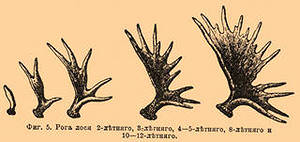 Фиг. 5. Рога лося 2-лѣтняго, 3-лѣтняго, 4—5-лѣтняго, 8-лѣтняго и
10—12-лѣтняго.